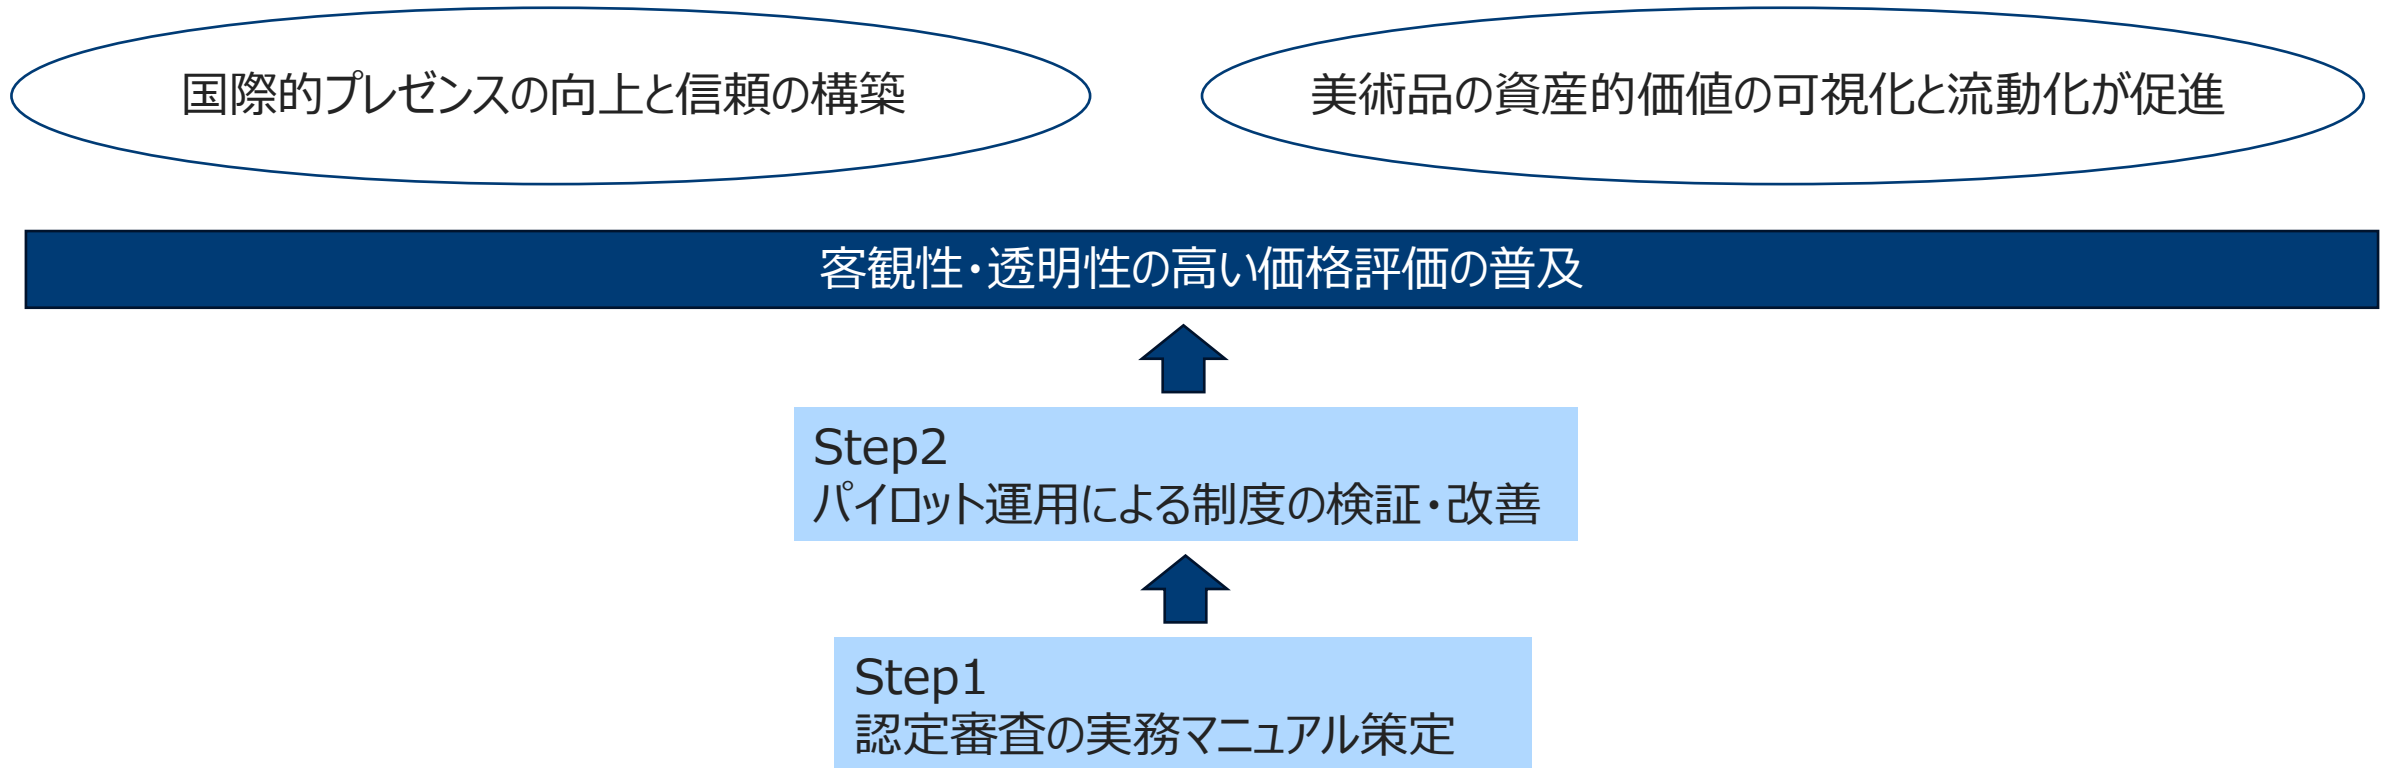 国際的プレゼンスの向上と信頼の構築
美術品の資産的価値の可視化と流動化が促進
客観性・透明性の高い価格評価の普及
Step2
パイロット運用による制度の検証・改善
Step1
認定審査の実務マニュアル策定